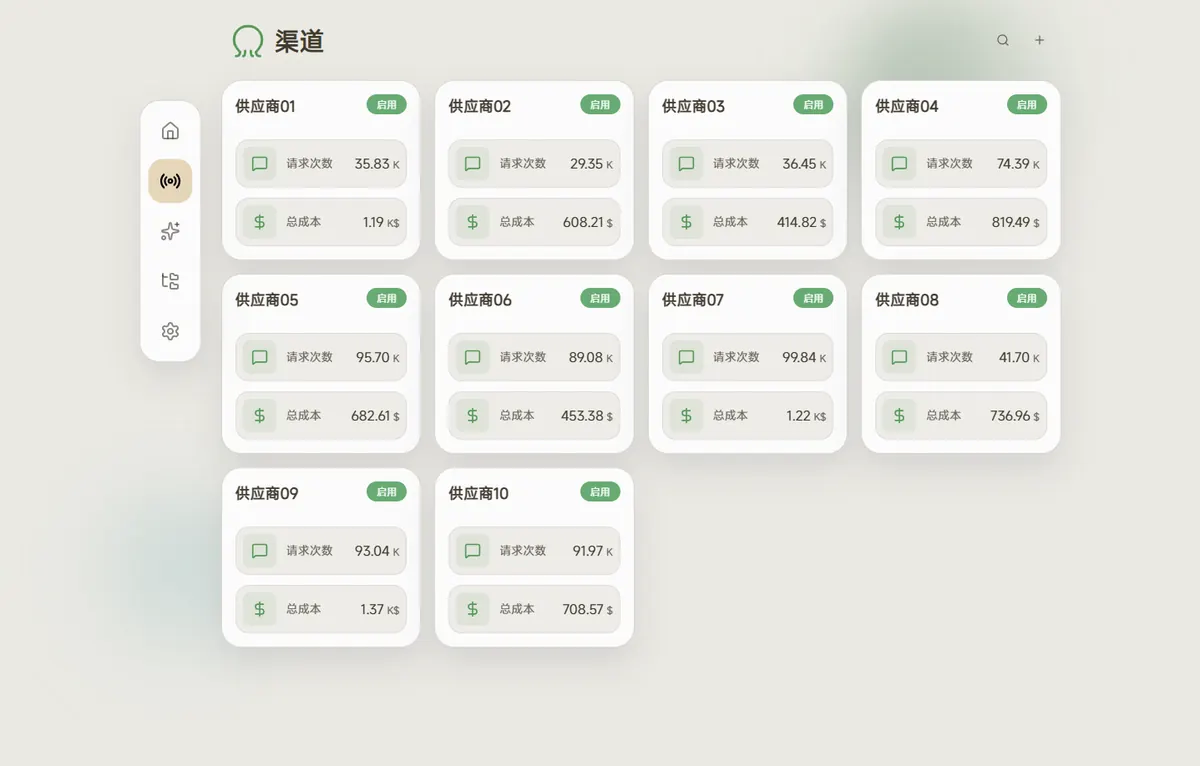 渠道
供应商01 启用
请求次数 35.83 K
总成本 1.19 K$
供应商02 启用
请求次数 29.35 K
总成本 608.21 $
供应商03 启用
请求次数 36.45 K
总成本 414.82 $
供应商04 启用
请求次数 74.39 K
总成本 819.49 $
供应商05 启用
请求次数 95.70 K
总成本 682.61 $
供应商06 启用
请求次数 89.08 K
总成本 453.38 $
供应商07 启用
请求次数 99.84 K
总成本 1.22 K$
供应商08 启用
请求次数 41.70 K
总成本 736.96 $
供应商09 启用
请求次数 93.04 K
总成本 1.37 K$
供应商10 启用
请求次数 91.97 K
总成本 708.57 $